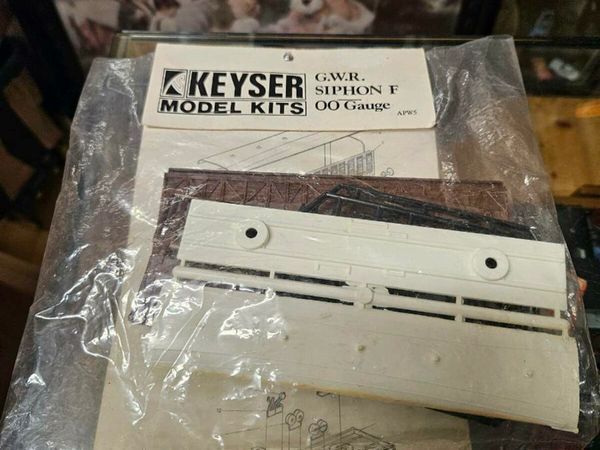 KEYSER
MODEL KITS
G.W.R.
SIPHON F
OO Gauge
APW5